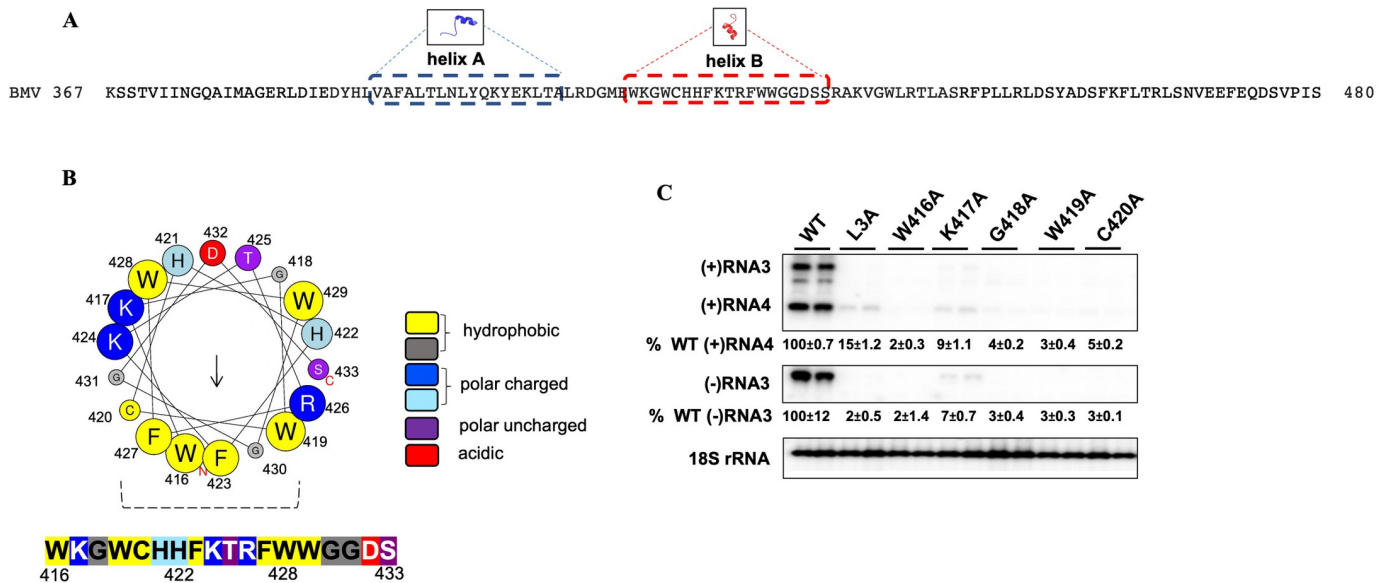 A
helix A
helix B
BMV 367 KSSTVIINGQAIMAGERLDIEDYHLVAFALTLNLYQKYEKLTALRDGMEWKGWCHHFKTRFWWGGDSSRAKVGWLRTLASRFPLLRLDSYADSFKFLTRLSNVEEFEQDSVPIS 480
B
421 H
432 D
425 T
418 G
428 W
429 W
417 K
422 H
424 K
S 433
C
431 G
R 426
420 C
W 419
427 F
G 430
W 416
N
F 423
hydrophobic
polar charged
polar uncharged
acidic
WKGWCHHFKTRFWWGGDS
416 422 428 433
C
WT L3A W416A K417A G418A W419A C420A
(+)RNA3
(+)RNA4
% WT (+)RNA4 100±0.7 15±1.2 2±0.3 9±1.1 4±0.2 3±0.4 5±0.2
(-)RNA3
% WT (-)RNA3 100±12 2±0.5 2±1.4 7±0.7 3±0.4 3±0.3 3±0.1
18S rRNA